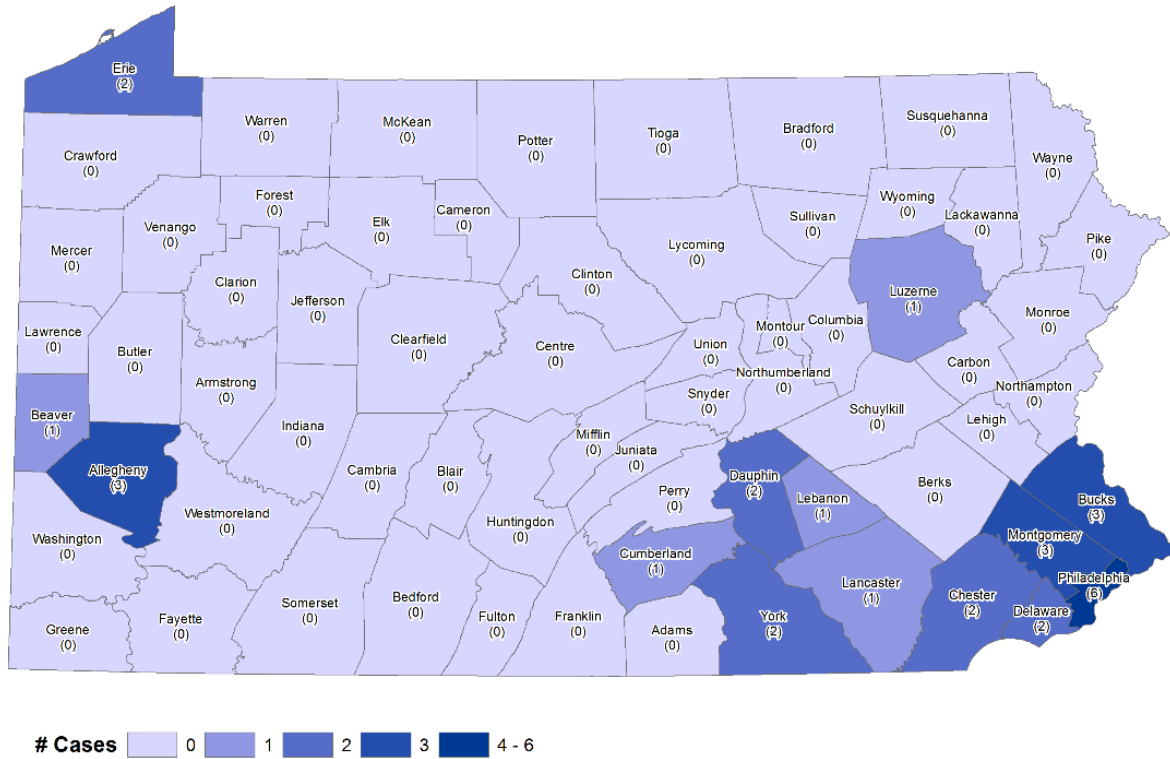 Erie
(2)
Warren
(0)
McKean
(0)
Potter
(0)
Tioga
(0)
Bradford
(0)
Susquehanna
(0)
Crawford
(0)
Wayne
(0)
Forest
(0)
Elk
(0)
Cameron
(0)
Wyoming
(0)
Lackawanna
(0)
Venango
(0)
Sullivan
(0)
Mercer
(0)
Lycoming
(0)
Pike
(0)
Clarion
(0)
Clinton
(0)
Jefferson
(0)
Luzerne
(1)
Monroe
(0)
Lawrence
(0)
Butler
(0)
Clearfield
(0)
Centre
(0)
Union
(0)
Montour
(0)
Columbia
(0)
Carbon
(0)
Armstrong
(0)
Northumberland
(0)
Snyder
(0)
Northampton
(0)
Beaver
(1)
Indiana
(0)
Mifflin
(0)
Juniata
(0)
Schuylkill
(0)
Lehigh
(0)
Allegheny
(3)
Cambria
(0)
Blair
(0)
Dauphin
(2)
Lebanon
(1)
Berks
(0)
Perry
(0)
Bucks
(3)
Westmoreland
(0)
Huntingdon
(0)
Washington
(0)
Montgomery
(3)
Cumberland
(1)
Philadelphia
(6)
Lancaster
(1)
Chester
(2)
Delaware
(2)
Somerset
(0)
Bedford
(0)
Fulton
(0)
Franklin
(0)
Greene
(0)
Fayette
(0)
Adams
(0)
York
(2)
# Cases 0 1 2 3 4 - 6